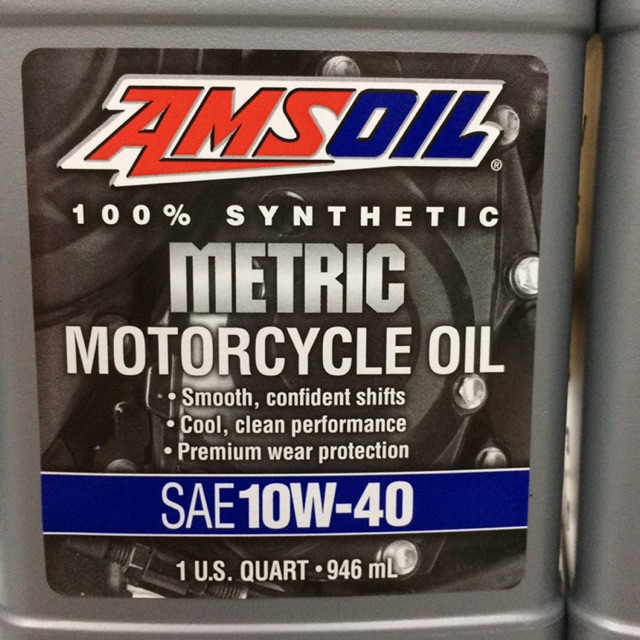 AMSOIL®
100% SYNTHETIC
METRIC
MOTORCYCLE OIL
• Smooth, confident shifts
• Cool, clean performance
• Premium wear protection
SAE 10W-40
1 U.S. QUART • 946 mL